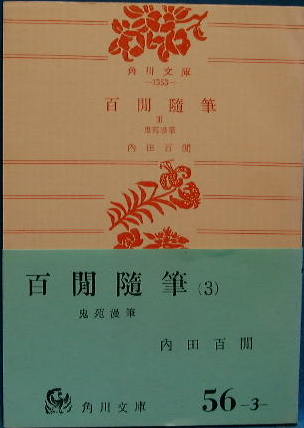 角川文庫
—1353—
百閒隨筆
III
鬼苑漫筆
內田百閒
百閒隨筆(3)
鬼苑漫筆
內田百閒
角川文庫
56-3-